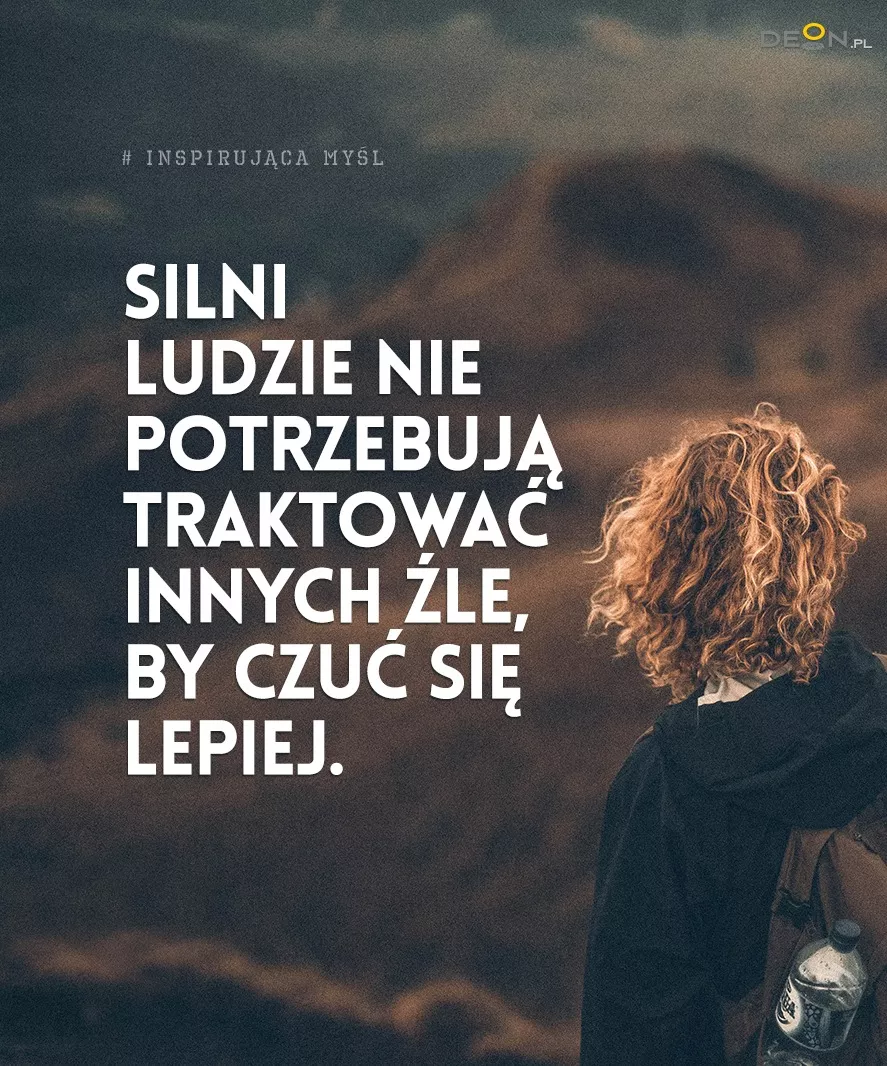 DEON.PL
# INSPIRUJĄCA MYŚL
SILNI
LUDZIE NIE
POTRZEBUJĄ
TRAKTOWAĆ
INNYCH ŹLE,
BY CZUĆ SIĘ
LEPIEJ.